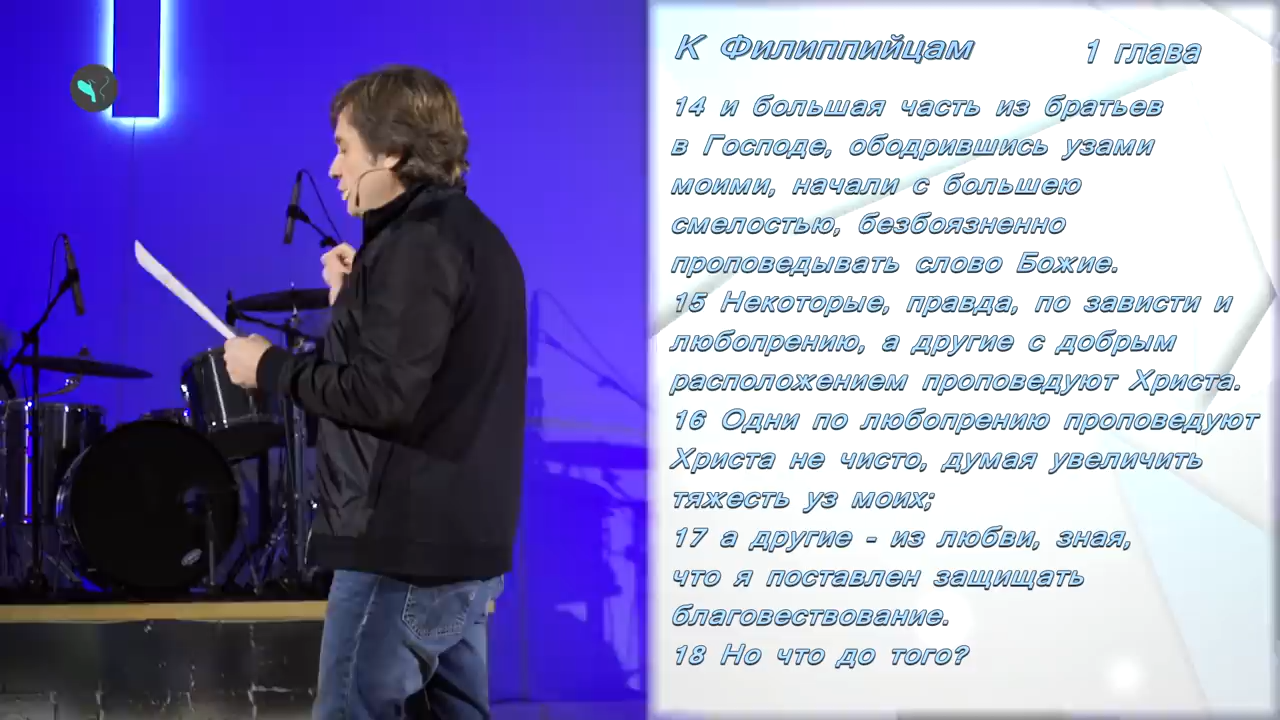 К Филиппийцам 1 глава
14 и большая часть из братьев
в Господе, ободрившись узами
моими, начали с большею
смелостью, безбоязненно
проповедывать слово Божие.
15 Некоторые, правда, по зависти и
любопрению, а другие с добрым
расположением проповедуют Христа.
16 Одни по любопрению проповедуют
Христа не чисто, думая увеличить
тяжесть уз моих;
17 а другие - из любви, зная,
что я поставлен защищать
благовествование.
18 Но что до того?